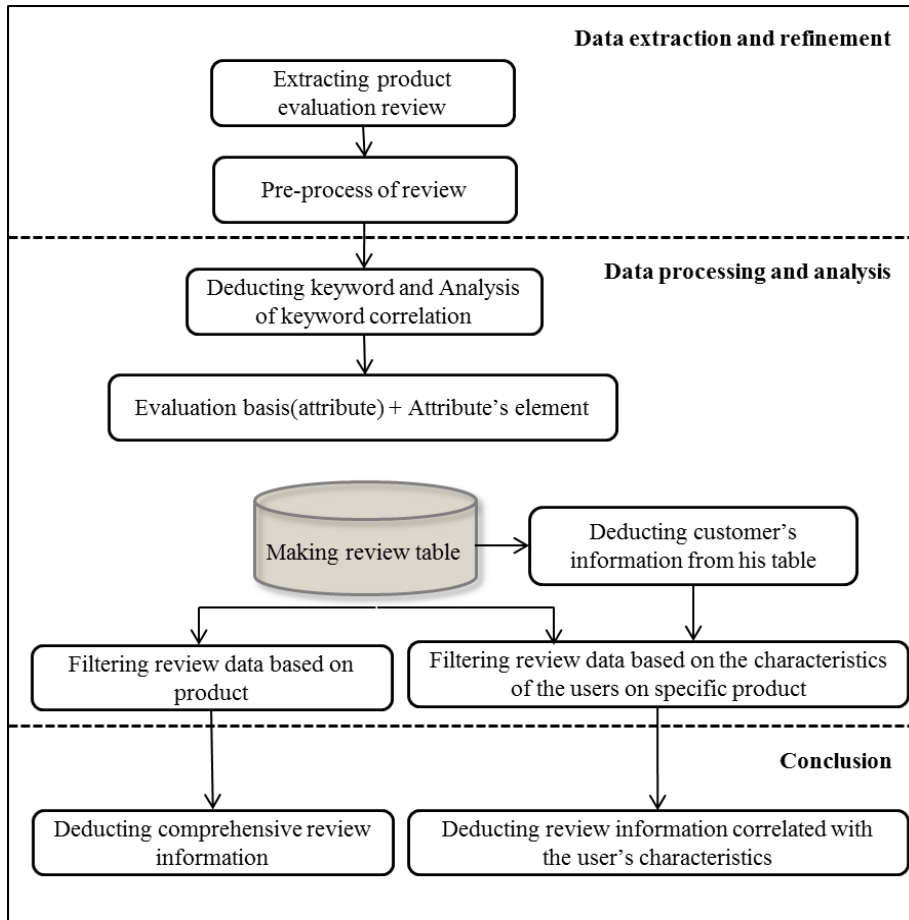 Data extraction and refinement
Extracting product
evaluation review
Pre-process of review
Data processing and analysis
Deducting keyword and Analysis
of keyword correlation
Evaluation basis(attribute) + Attribute's element
Making review table
Deducting customer's
information from his table
Filtering review data based on
product
Filtering review data based on the characteristics
of the users on specific product
Conclusion
Deducting comprehensive review
information
Deducting review information correlated with
the user's characteristics